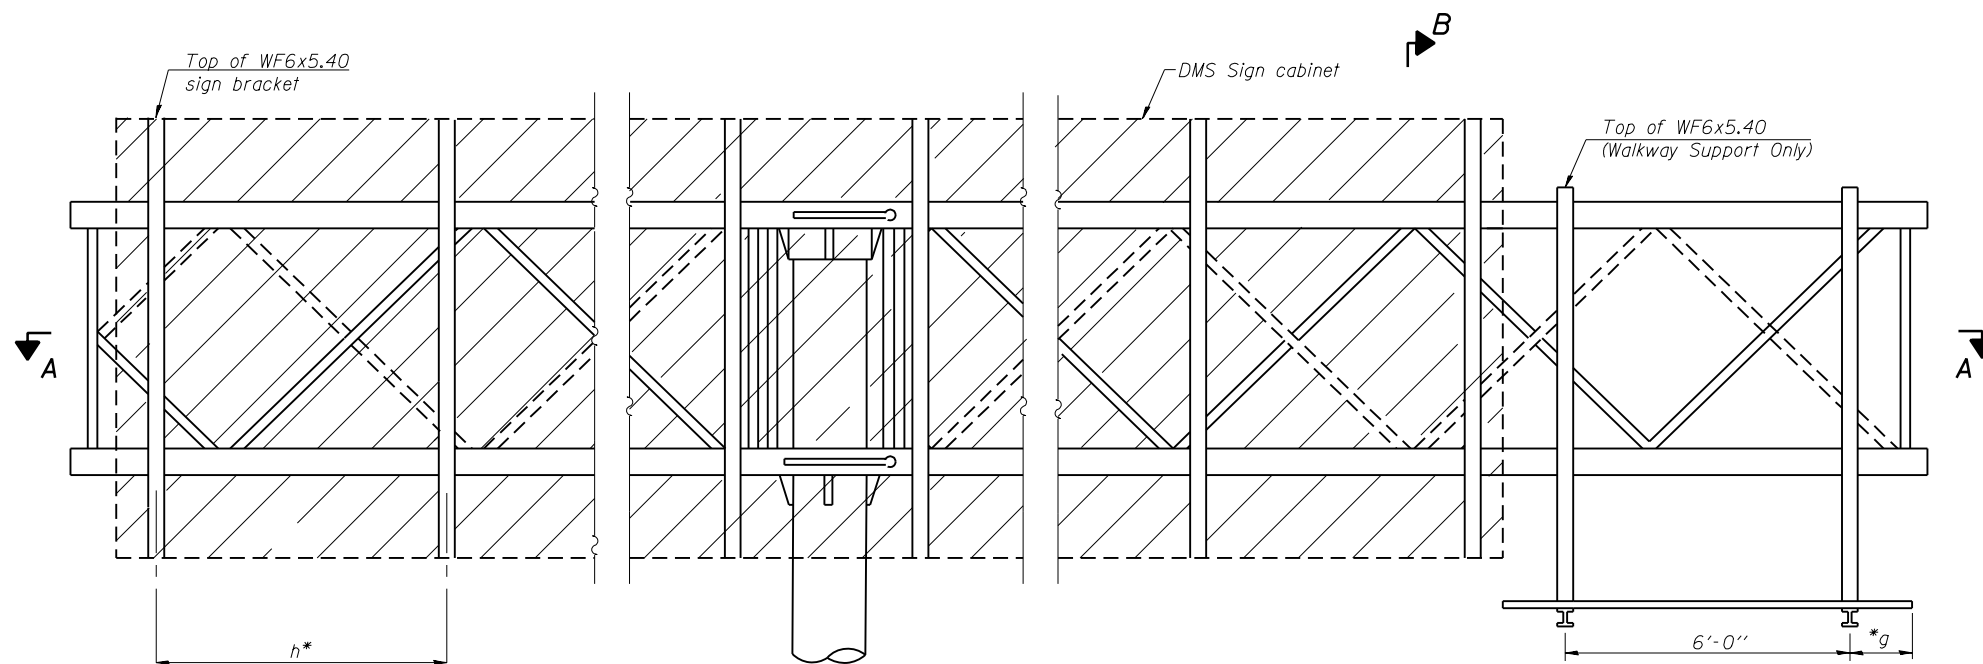 B
Top of WF6x5.40
sign bracket
DMS Sign cabinet
Top of WF6x5.40
(Walkway Support Only)
A
A
h*
6'-0''
*g